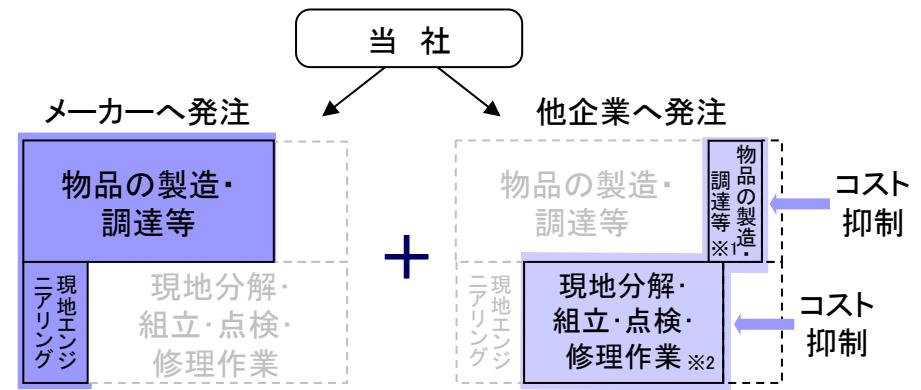 当 社
メーカーへ発注
物品の製造・
調達等
現地エンジ
ニアリング
現地分解・
組立・点検・
修理作業
＋
他企業へ発注
物品の製造・
調達等
物品の製造・
調達等※1
現地エンジ
ニアリング
現地分解・
組立・点検・
修理作業※2
コスト
抑制
コスト
抑制